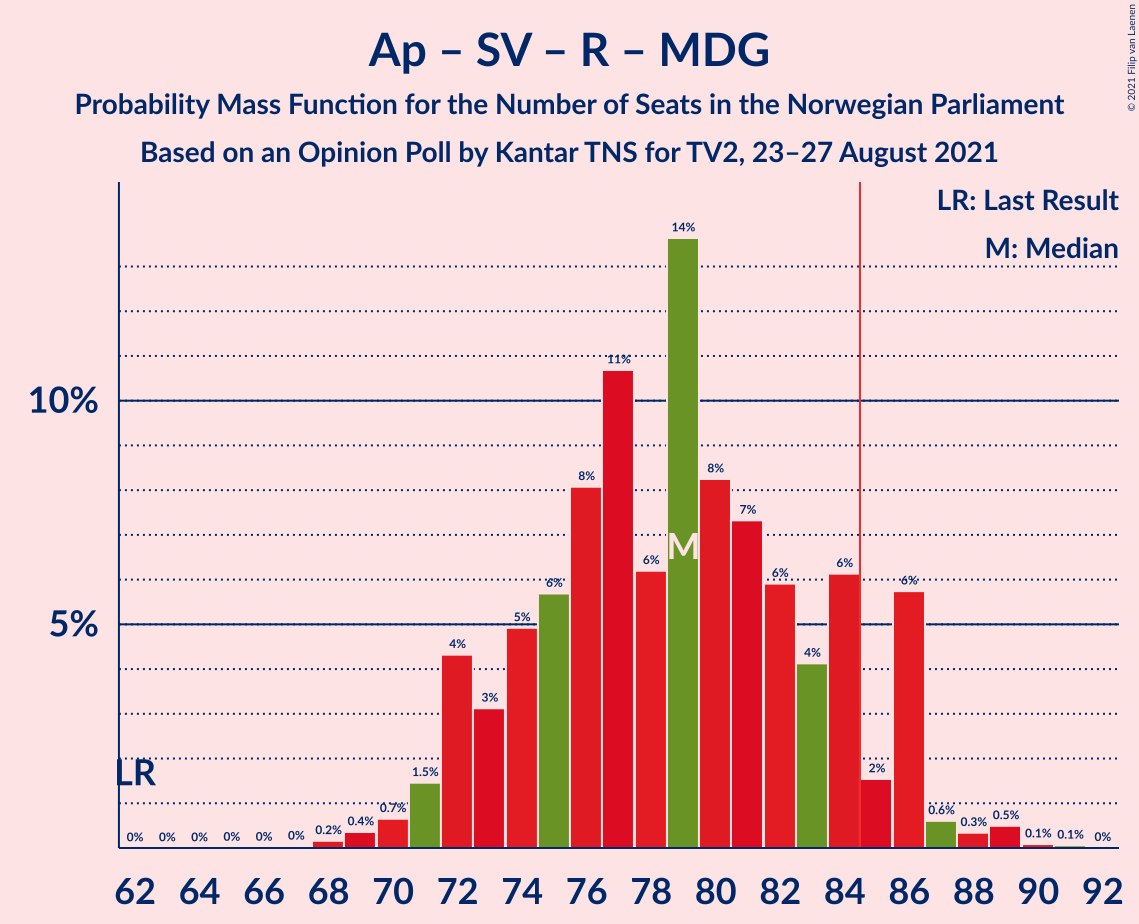 Ap – SV – R – MDG
Probability Mass Function for the Number of Seats in the Norwegian Parliament
Based on an Opinion Poll by Kantar TNS for TV2, 23–27 August 2021
© 2021 Filip van Laenen
LR: Last Result
M: Median
10%
5%
LR
M
0% 0% 0% 0% 0% 0% 0.2% 0.4% 0.7% 1.5% 4% 3% 5% 6% 8% 11% 6% 14% 8% 7% 6% 4% 6% 2% 6% 0.6% 0.3% 0.5% 0.1% 0.1% 0%
62 64 66 68 70 72 74 76 78 80 82 84 86 88 90 92